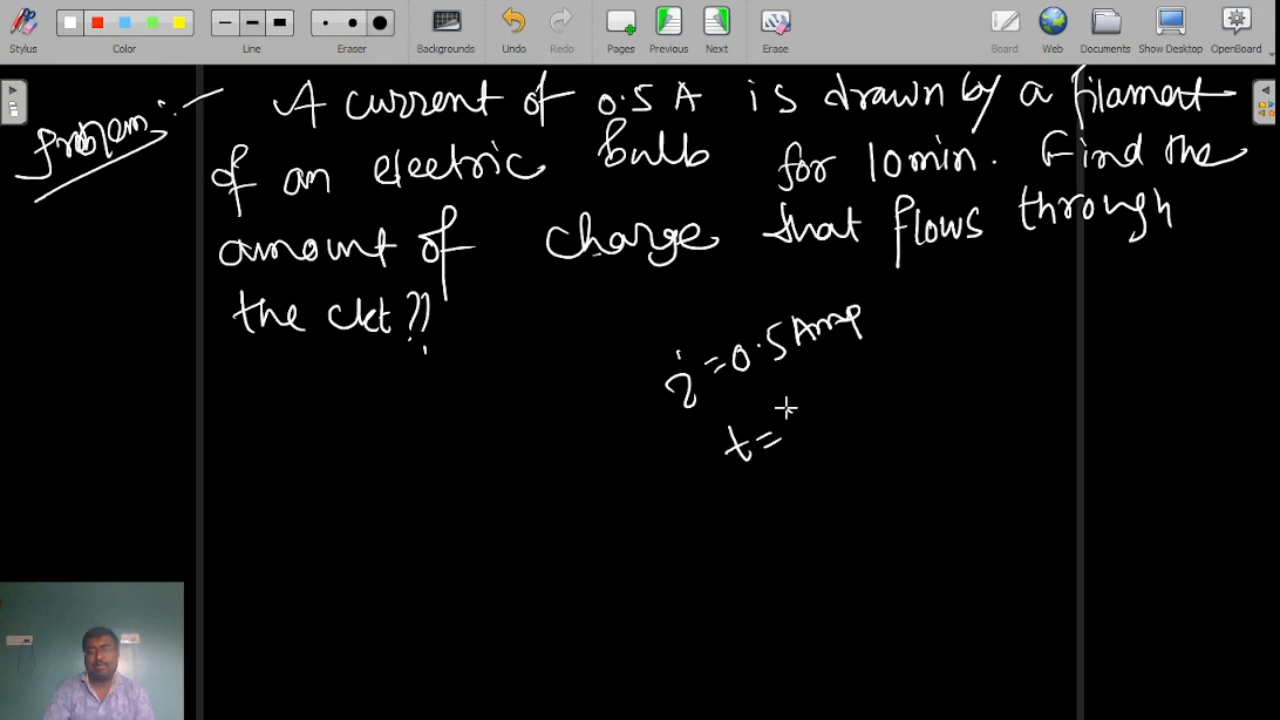 Stylus
Color
Line
Eraser
Backgrounds
Undo
Redo
Pages
Previous
Next
Erase
Board
Web
Documents
Show Desktop
OpenBoard
Problem:- A current of 0.5 A is drawn by a filament
of an electric bulb for 10 min. Find the
amount of charge that flows through
the ckt??
i = 0.5 Amp
t =